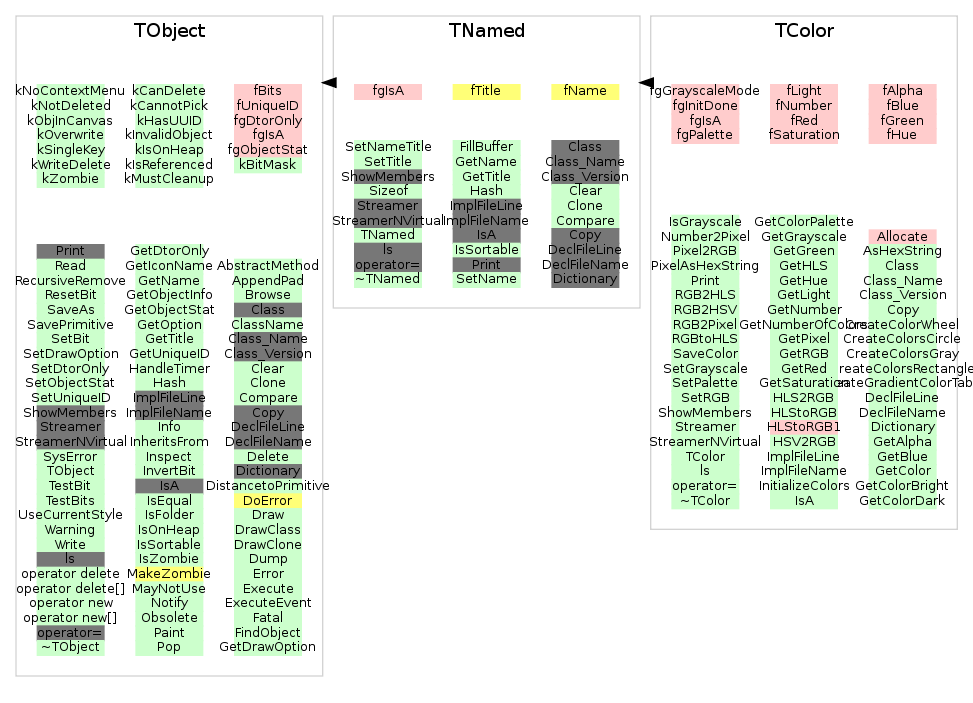 TObject
kNoContextMenu
kNotDeleted
kObjInCanvas
kOverwrite
kSingleKey
kWriteDelete
kZombie
kCanDelete
kCannotPick
kHasUUID
kInvalidObject
kIsOnHeap
kIsReferenced
kMustCleanup
fBits
fUniqueID
fgDtorOnly
fgIsA
fgObjectStat
kBitMask
Print
Read
RecursiveRemove
ResetBit
SaveAs
SavePrimitive
SetBit
SetDrawOption
SetDtorOnly
SetObjectStat
SetUniqueID
ShowMembers
Streamer
StreamerNVirtual
SysError
TObject
TestBit
TestBits
UseCurrentStyle
Warning
Write
ls
operator delete
operator delete[]
operator new
operator new[]
operator=
~TObject
GetDtorOnly
GetIconName
GetName
GetObjectInfo
GetObjectStat
GetOption
GetTitle
GetUniqueID
HandleTimer
Hash
ImplFileLine
ImplFileName
Info
InheritsFrom
Inspect
InvertBit
IsA
IsEqual
IsFolder
IsOnHeap
IsSortable
IsZombie
MakeZombie
MayNotUse
Notify
Obsolete
Paint
Pop
AbstractMethod
AppendPad
Browse
Class
ClassName
Class_Name
Class_Version
Clear
Clone
Compare
Copy
DeclFileLine
DeclFileName
Delete
Dictionary
DistancetoPrimitive
DoError
Draw
DrawClass
DrawClone
Dump
Error
Execute
ExecuteEvent
Fatal
FindObject
GetDrawOption
TNamed
fgIsA
fTitle
fName
SetNameTitle
SetTitle
ShowMembers
Sizeof
Streamer
StreamerNVirtual
TNamed
ls
operator=
~TNamed
FillBuffer
GetName
GetTitle
Hash
ImplFileLine
ImplFileName
IsA
IsSortable
Print
SetName
Class
Class_Name
Class_Version
Clear
Clone
Compare
Copy
DeclFileLine
DeclFileName
Dictionary
TColor
fgGrayscaleMode
fgInitDone
fgIsA
fgPalette
fLight
fNumber
fRed
fSaturation
fAlpha
fBlue
fGreen
fHue
IsGrayscale
Number2Pixel
Pixel2RGB
PixelAsHexString
Print
RGB2HLS
RGB2HSV
RGB2Pixel
RGBtoHLS
SaveColor
SetGrayscale
SetPalette
SetRGB
ShowMembers
Streamer
StreamerNVirtual
TColor
ls
operator=
~TColor
GetColorPalette
GetGrayscale
GetGreen
GetHLS
GetHue
GetLight
GetNumber
GetNumberOfColors
GetPixel
GetRGB
GetRed
GetSaturation
HLS2RGB
HLStoRGB
HLStoRGB1
HSV2RGB
ImplFileLine
ImplFileName
InitializeColors
IsA
Allocate
AsHexString
Class
Class_Name
Class_Version
Copy
CreateColorWheel
CreateColorsCircle
CreateColorsGray
reateColorsRectangle
ateGradientColorTab
DeclFileLine
DeclFileName
Dictionary
GetAlpha
GetBlue
GetColor
GetColorBright
GetColorDark